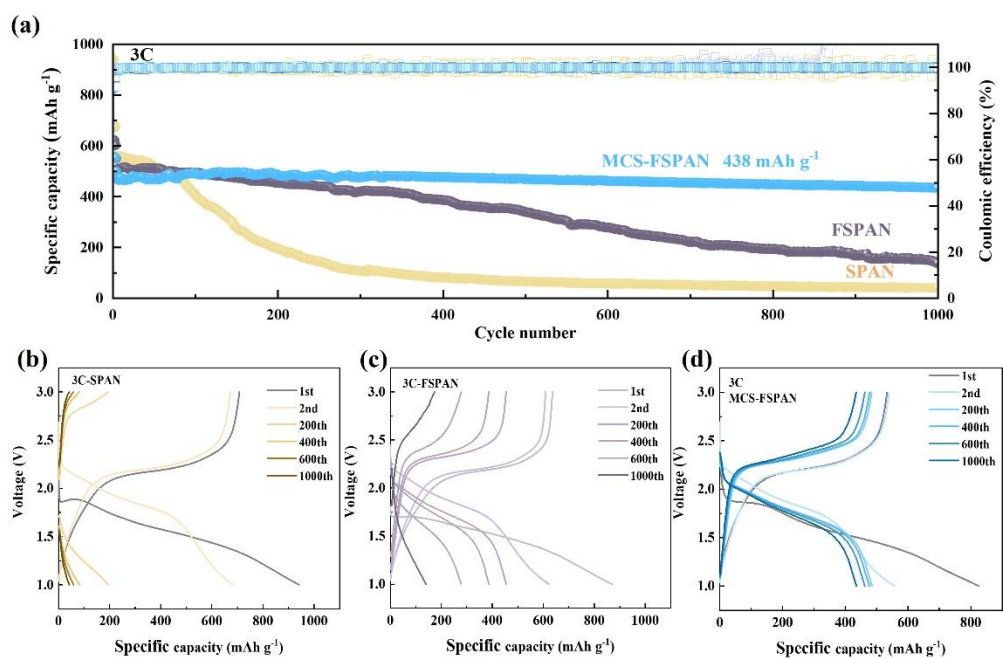 (a)
3C
1000
800
600
400
200
0
Specific capacity (mAh g⁻¹)
100
80
60
40
20
0
Coulomic efficiency (%)
MCS-FSPAN 438 mAh g⁻¹
FSPAN
SPAN
0
200
400
600
800
1000
Cycle number
(b)
3C-SPAN
1st
2nd
200th
400th
600th
1000th
3.0
2.5
2.0
1.5
1.0
Voltage (V)
0
200
400
600
800
1000
Specific capacity (mAh g⁻¹)
(c)
3C-FSPAN
1st
2nd
200th
400th
600th
1000th
3.0
2.5
2.0
1.5
1.0
Voltage (V)
0
200
400
600
800
1000
Specific capacity (mAh g⁻¹)
(d)
3C
MCS-FSPAN
1st
2nd
200th
400th
600th
1000th
3.0
2.5
2.0
1.5
1.0
Voltage (V)
0
200
400
600
800
Specific capacity (mAh g⁻¹)